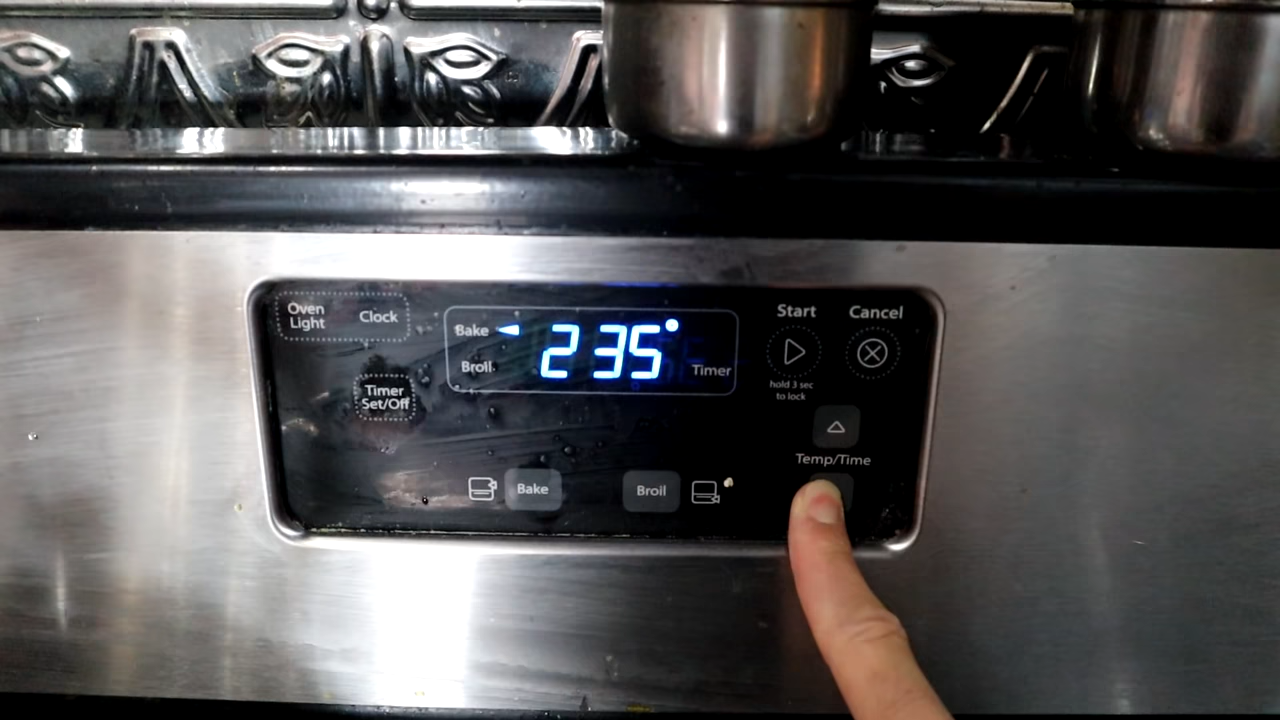 Oven
Light
Clock
Timer
Set/Off
Bake
Broil
235°
Timer
Start
Cancel
hold 3 sec
to lock
Temp/Time
Bake
Broil